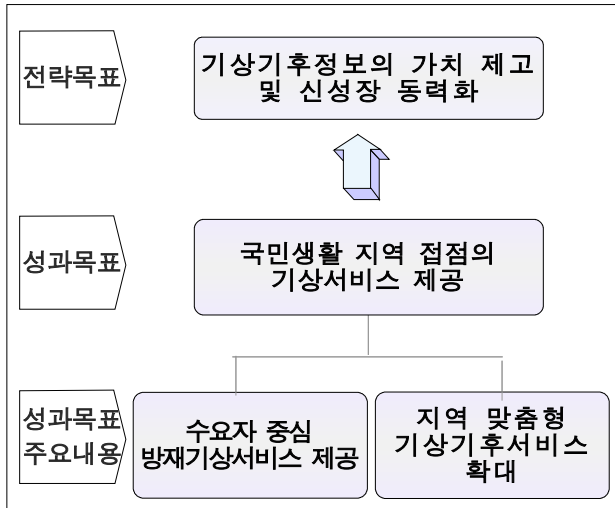 전략목표
기상기후정보의 가치 제고
및 신성장 동력화
성과목표
국민생활 지역 접점의
기상서비스 제공
성과목표
주요내용
수요자 중심
방재기상서비스 제공
지역 맞춤형
기상기후서비스
확대